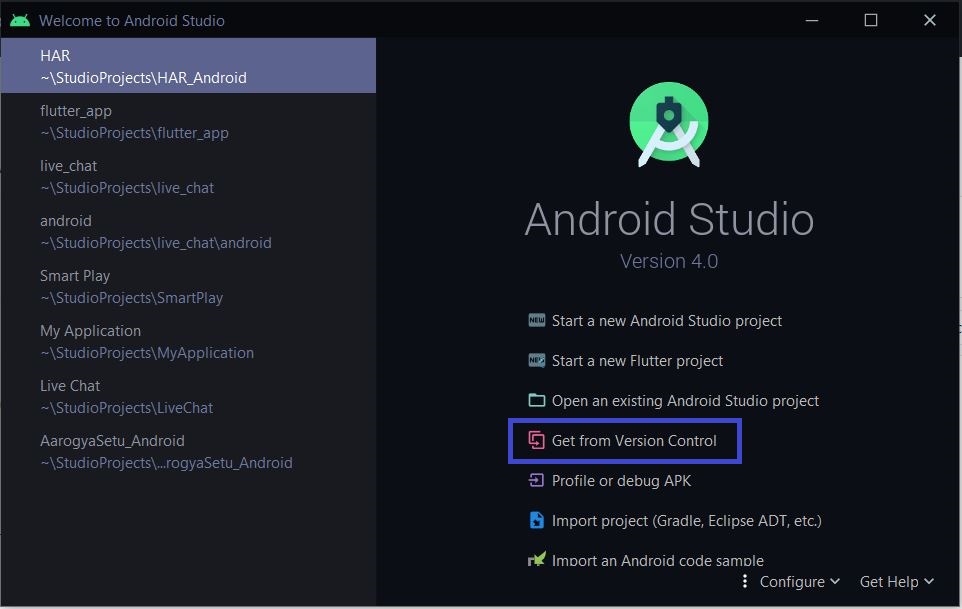 Welcome to Android Studio
HAR
~\StudioProjects\HAR_Android
flutter_app
~\StudioProjects\flutter_app
live_chat
~\StudioProjects\live_chat
android
~\StudioProjects\live_chat\android
Smart Play
~\StudioProjects\SmartPlay
My Application
~\StudioProjects\MyApplication
Live Chat
~\StudioProjects\LiveChat
AarogyaSetu_Android
~\StudioProjects\...rogyaSetu_Android
Android Studio
Version 4.0
NEW Start a new Android Studio project
NEW Start a new Flutter project
Open an existing Android Studio project
Get from Version Control
Profile or debug APK
Import project (Gradle, Eclipse ADT, etc.)
Import an Android code sample
Configure
Get Help